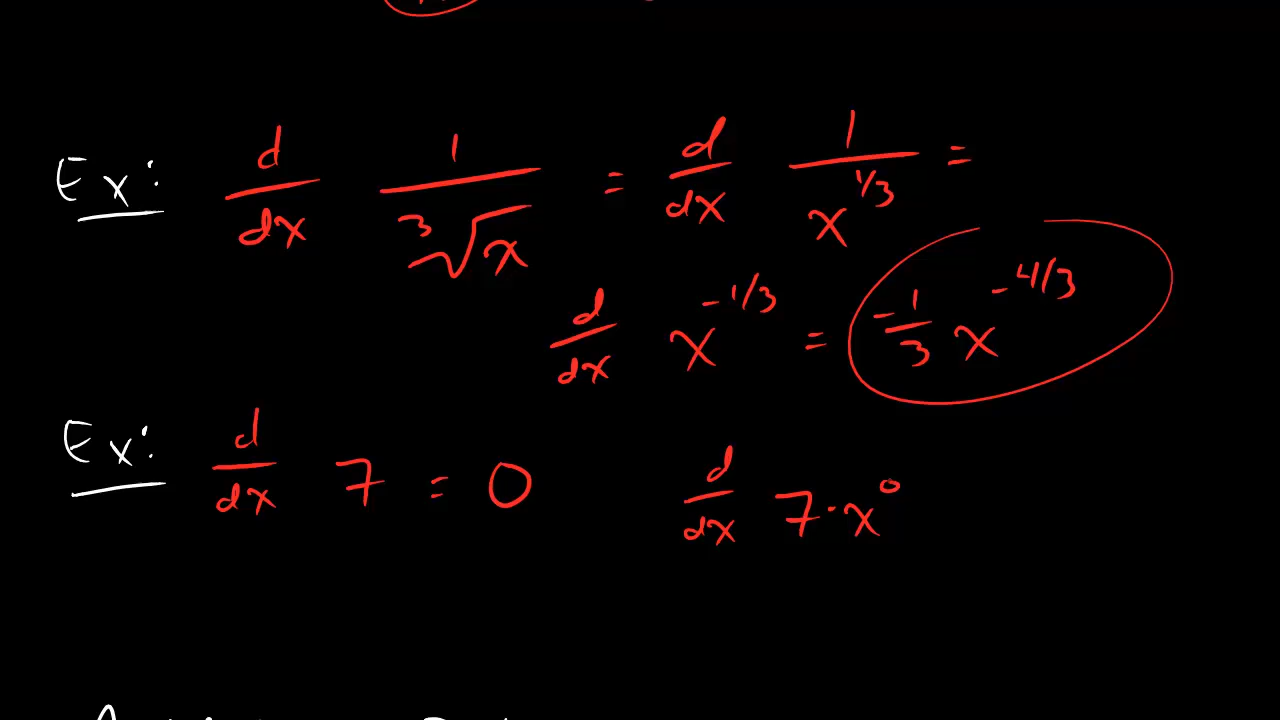 Ex: d/dx 1/∛x = d/dx 1/x^(1/3) =
d/dx x^(-1/3) = -1/3 x^(-4/3)
Ex: d/dx 7 = 0 d/dx 7·x^0